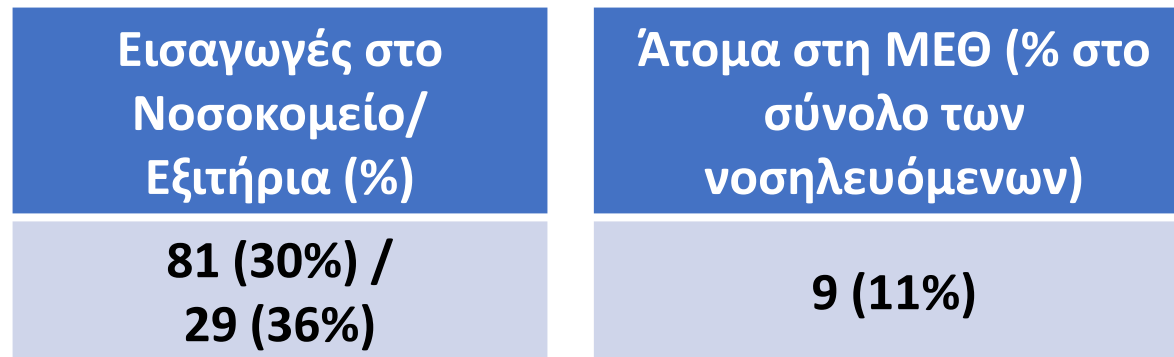 Εισαγωγές στο
Νοσοκομείο/
Εξιτήρια (%)
81 (30%) /
29 (36%)
Άτομα στη ΜΕΘ (% στο
σύνολο των
νοσηλευόμενων)
9 (11%)